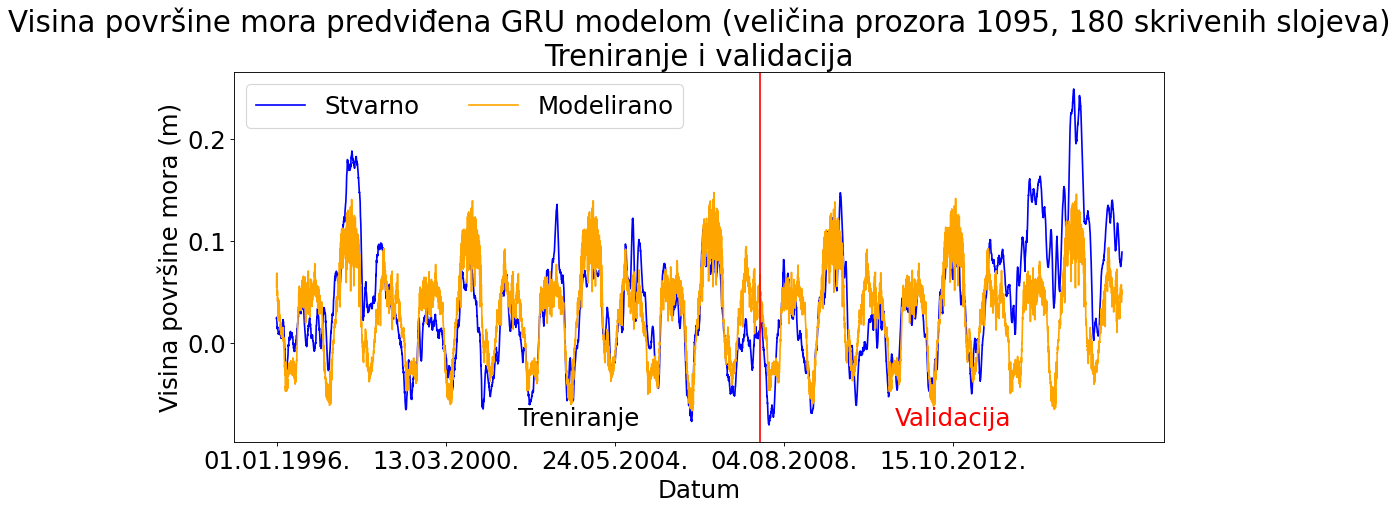 Visina površine mora predviđena GRU modelom (veličina prozora 1095, 180 skrivenih slojeva)
Treniranje i validacija
Stvarno
Modelirano
Visina površine mora (m)
0.2
0.1
0.0
Treniranje
Validacija
01.01.1996.
13.03.2000.
24.05.2004.
04.08.2008.
15.10.2012.
Datum